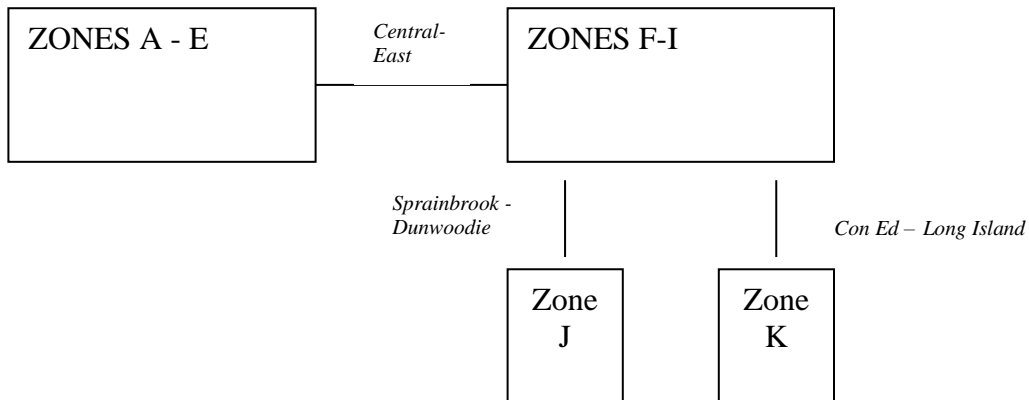 ZONES A - E
Central-
East
ZONES F-I
Sprainbrook -
Dunwoodie
Con Ed – Long Island
Zone
J
Zone
K